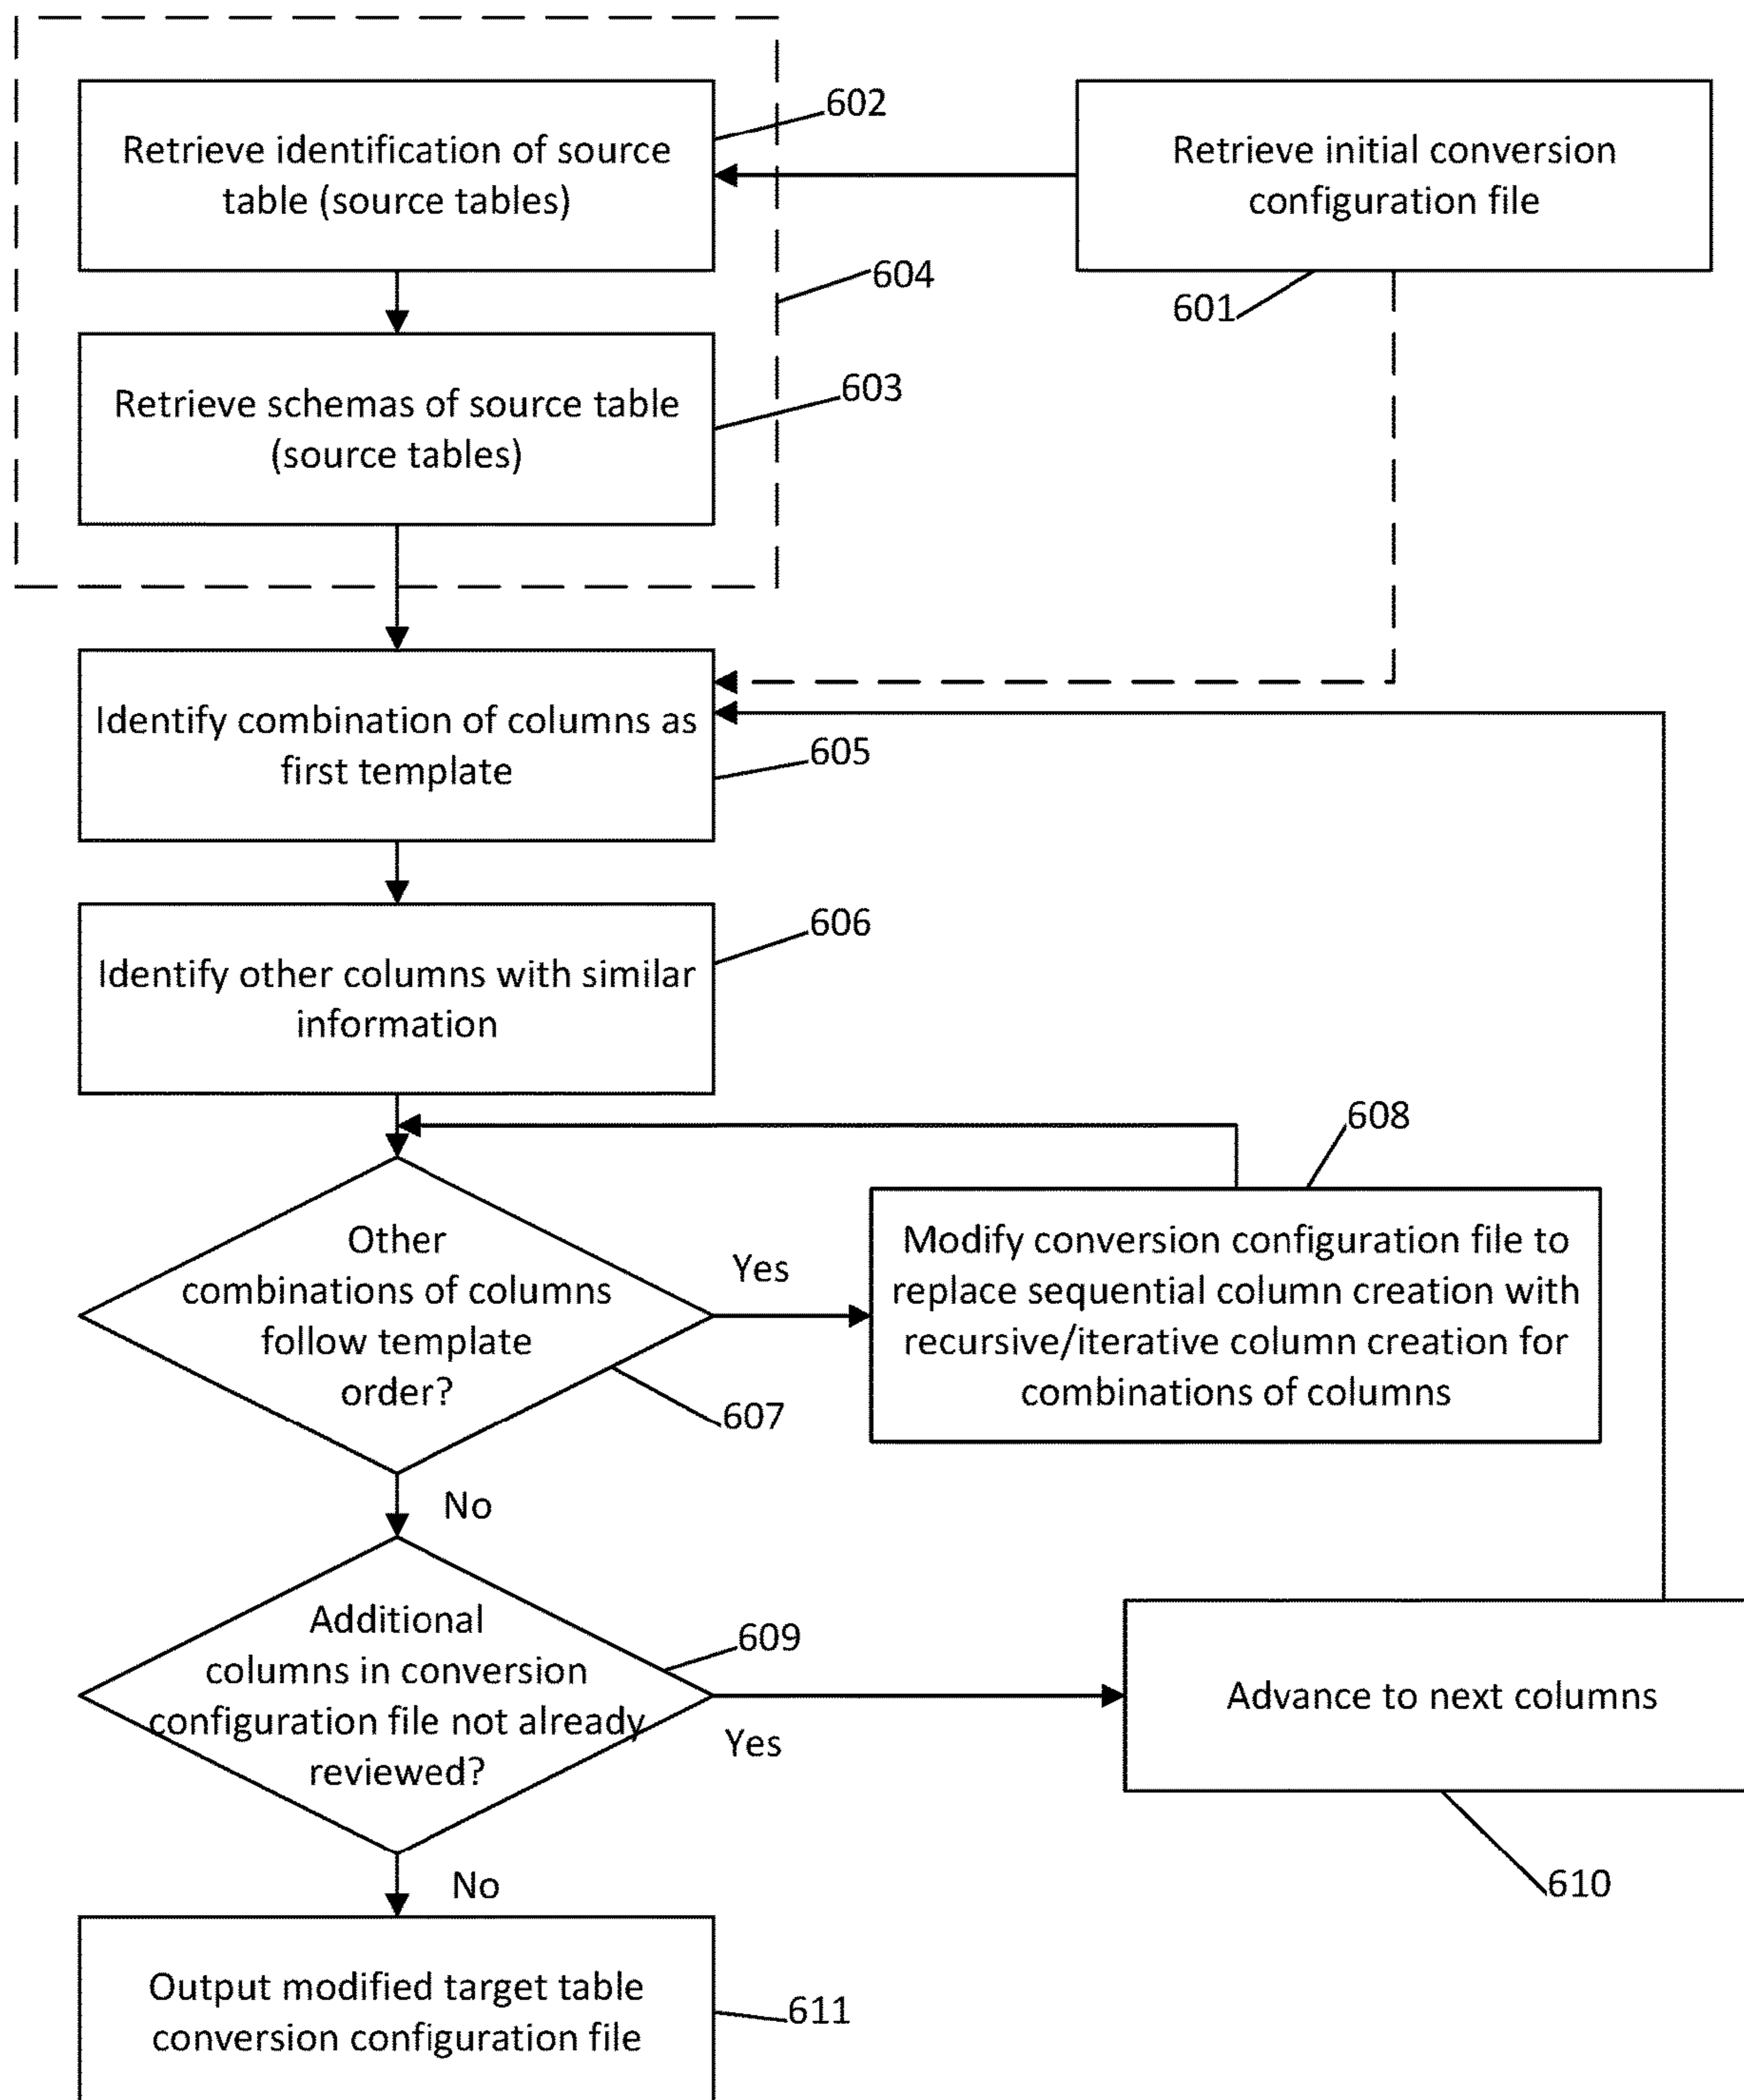 Retrieve identification of source
table (source tables)
602
Retrieve initial conversion
configuration file
601
604
Retrieve schemas of source table
(source tables)
603
Identify combination of columns as
first template
605
Identify other columns with similar
information
606
Other
combinations of columns
follow template
order?
607
Yes
608
Modify conversion configuration file to
replace sequential column creation with
recursive/iterative column creation for
combinations of columns
No
Additional
columns in conversion
configuration file not already
reviewed?
609
Yes
Advance to next columns
610
No
Output modified target table
conversion configuration file
611